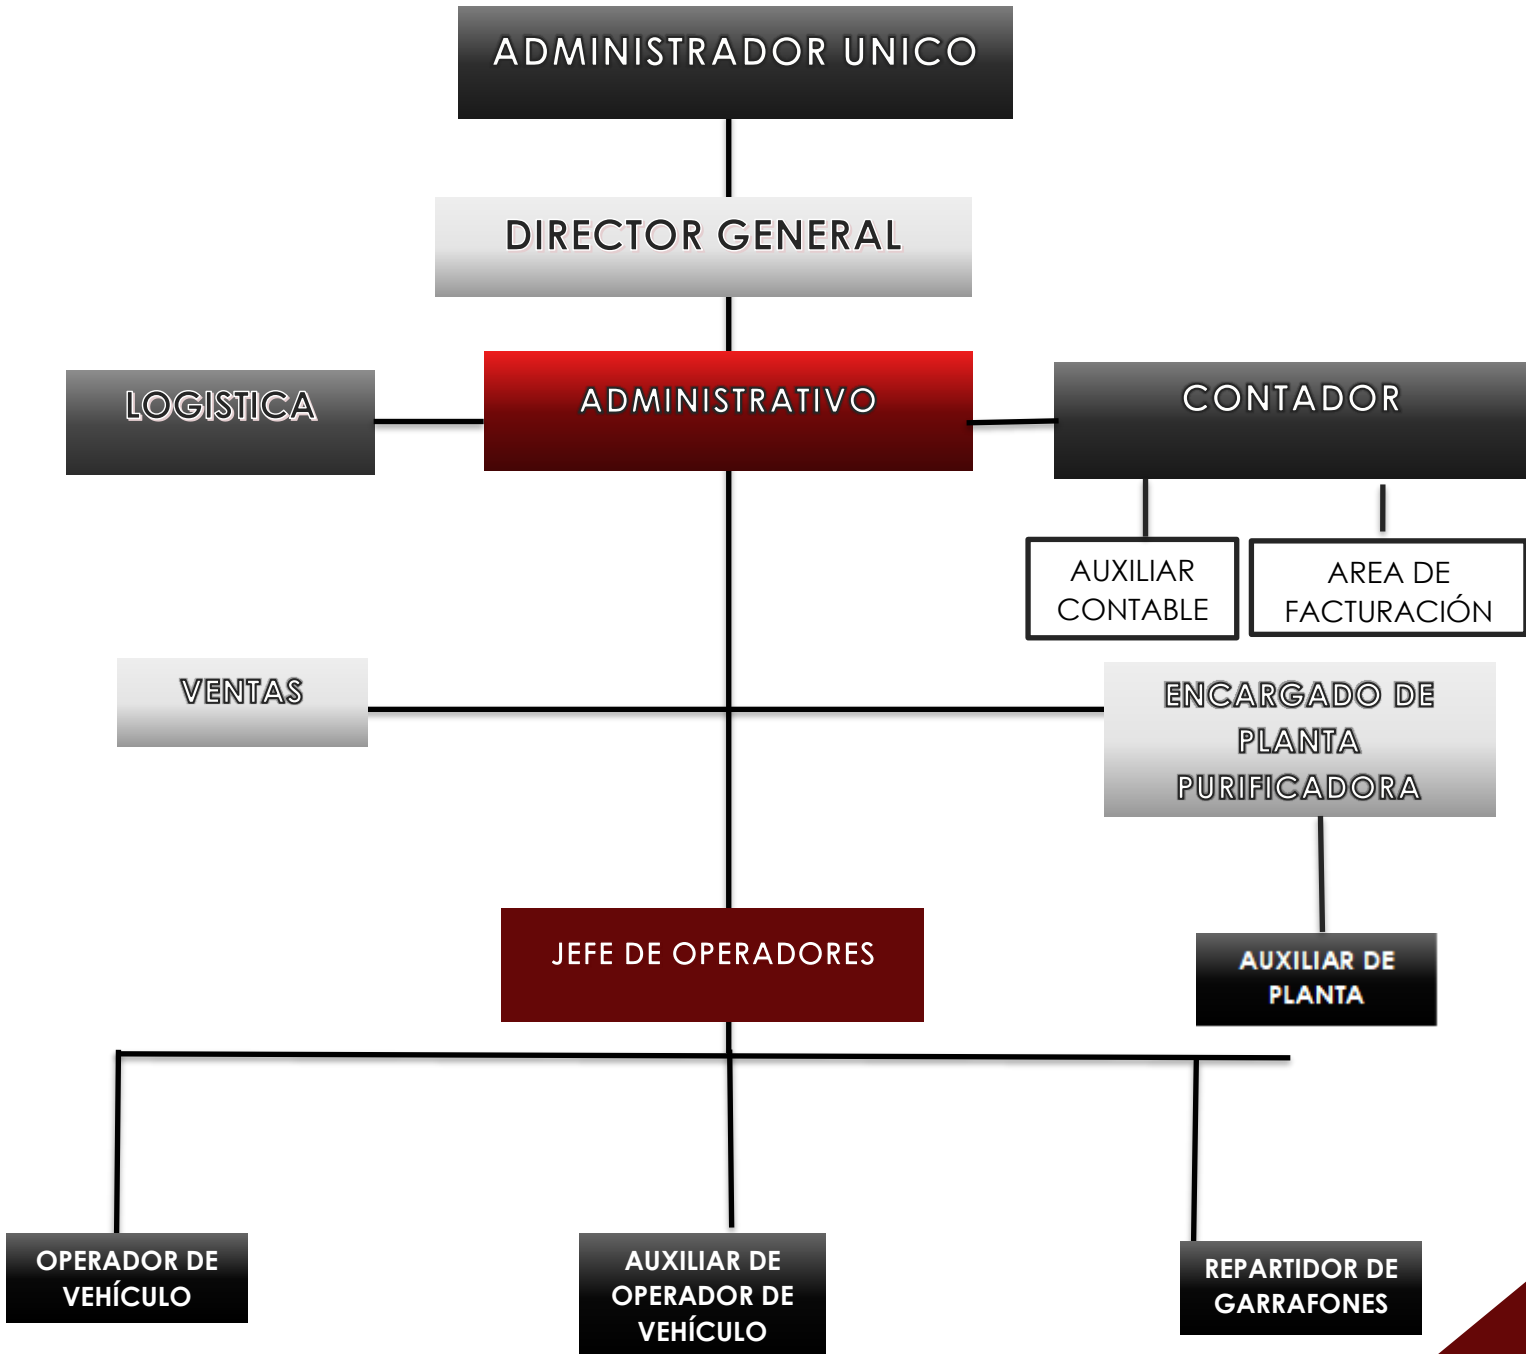 ADMINISTRADOR UNICO
DIRECTOR GENERAL
LOGISTICA
ADMINISTRATIVO
CONTADOR
AUXILIAR
CONTABLE
AREA DE
FACTURACIÓN
VENTAS
ENCARGADO DE
PLANTA
PURIFICADORA
JEFE DE OPERADORES
AUXILIAR DE
PLANTA
OPERADOR DE
VEHÍCULO
AUXILIAR DE
OPERADOR DE
VEHÍCULO
REPARTIDOR DE
GARRAFONES